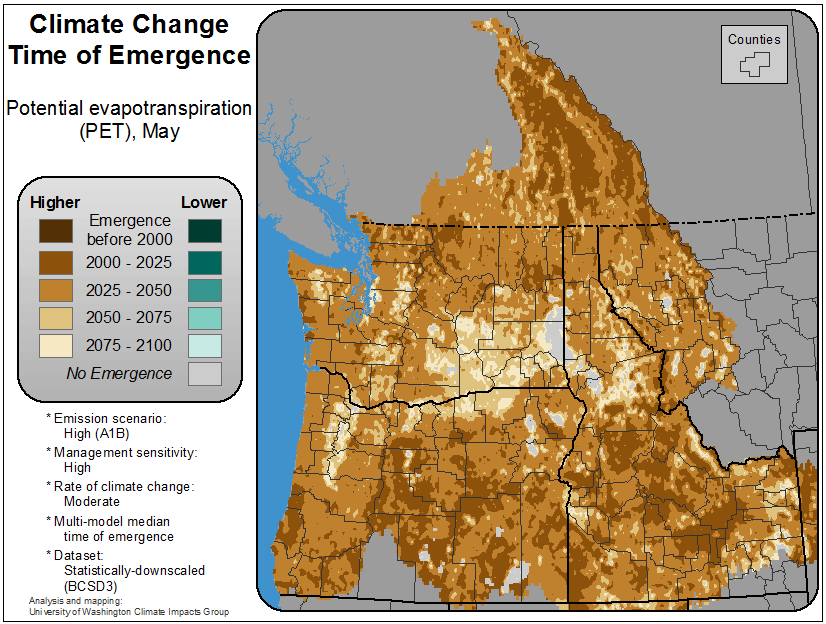 Climate Change
Time of Emergence
Potential evapotranspiration
(PET), May
Higher
Lower
Emergence
before 2000
2000 - 2025
2025 - 2050
2050 - 2075
2075 - 2100
No Emergence
* Emission scenario:
High (A1B)
* Management sensitivity:
High
* Rate of climate change:
Moderate
* Multi-model median
time of emergence
* Dataset:
Statistically-downscaled
(BCSD3)
Analysis and mapping:
University of Washington Climate Impacts Group
Counties